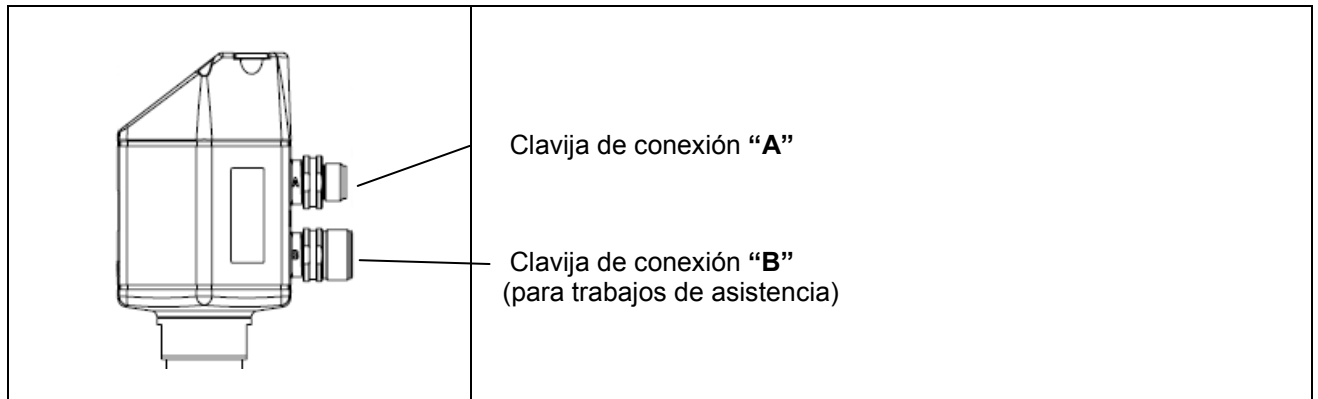 A
B
Clavija de conexión “A”
Clavija de conexión “B”
(para trabajos de asistencia)